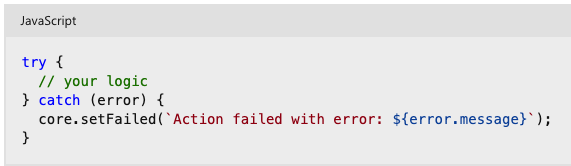 JavaScript
try {
  // your logic
} catch (error) {
  core.setFailed(`Action failed with error: ${error.message}`);
}